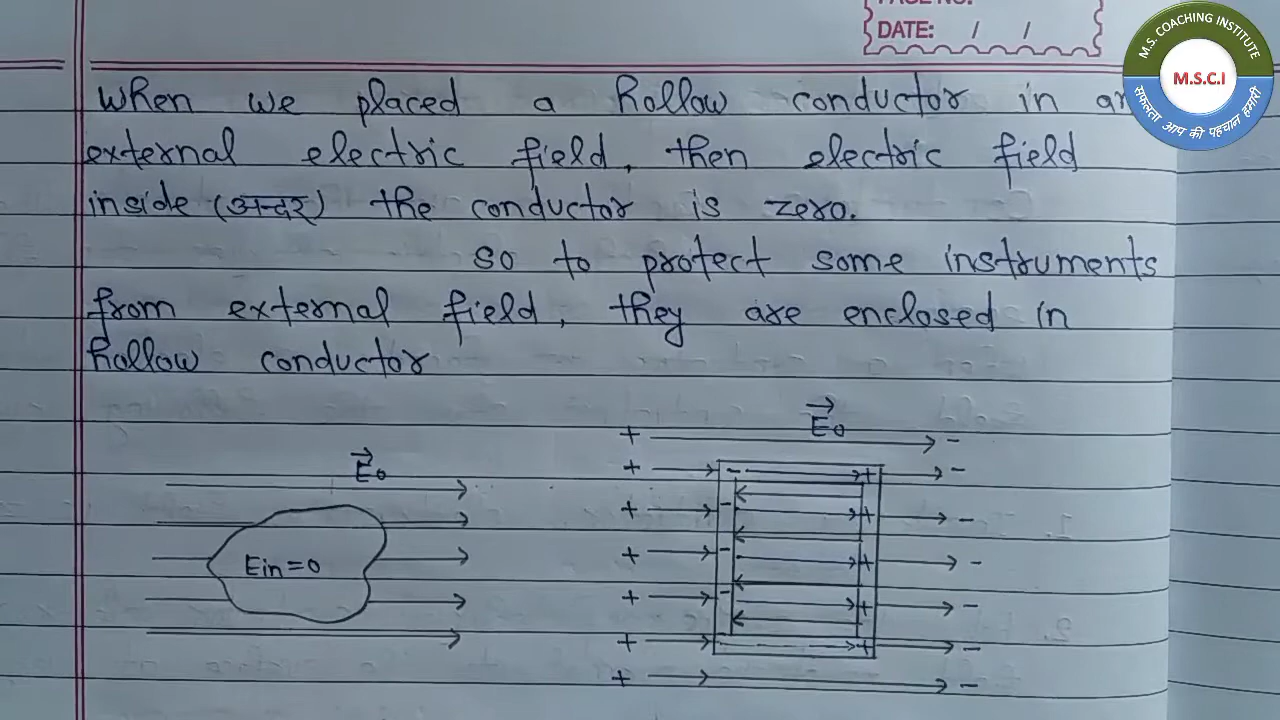 PAGE NO.
DATE: / /
M.S. COACHING INSTITUTE
M.S.C.I
सफलता आप की पहचान हमारी
When we placed a hollow conductor in an
external electric field, then electric field
inside (अन्दर) the conductor is zero.
so to protect some instruments
from external field, they are enclosed in
hollow conductor
E₀
E₀
+ -
+ - + -
+ - + -
+ - + -
+ - + -
+ - + -
+ -
Ein=0